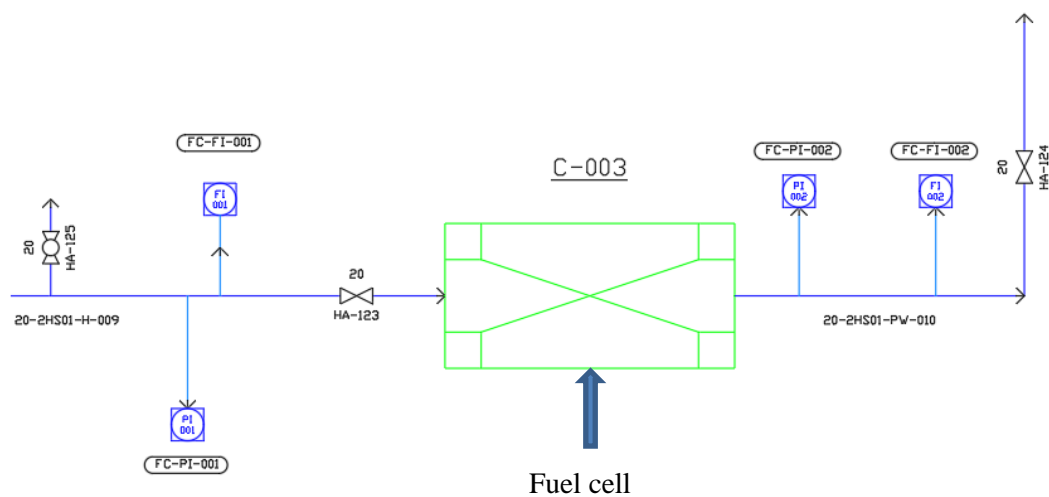 FC-FI-001
FI
001
20
HA-125
20-2HS01-H-009
PI
001
FC-PI-001
20
HA-123
C-003
Fuel cell
FC-PI-002
PI
002
FC-FI-002
FI
002
20
HA-124
20-2HS01-PW-010